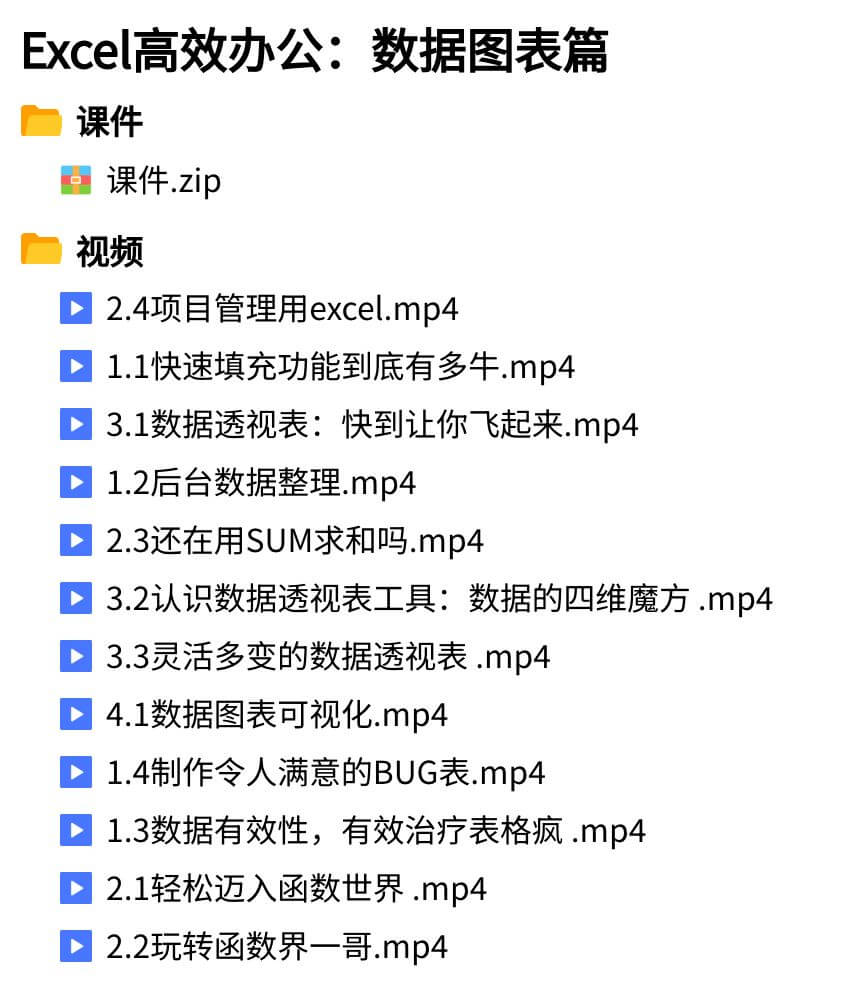 Excel高效办公：数据图表篇
课件
课件.zip
视频
2.4项目管理用excel.mp4
1.1快速填充功能到底有多牛.mp4
3.1数据透视表：快到让你飞起来.mp4
1.2后台数据整理.mp4
2.3还在用SUM求和吗.mp4
3.2认识数据透视表工具：数据的四维魔方 .mp4
3.3灵活多变的数据透视表 .mp4
4.1数据图表可视化.mp4
1.4制作令人满意的BUG表.mp4
1.3数据有效性，有效治疗表格疯 .mp4
2.1轻松迈入函数世界 .mp4
2.2玩转函数界一哥.mp4